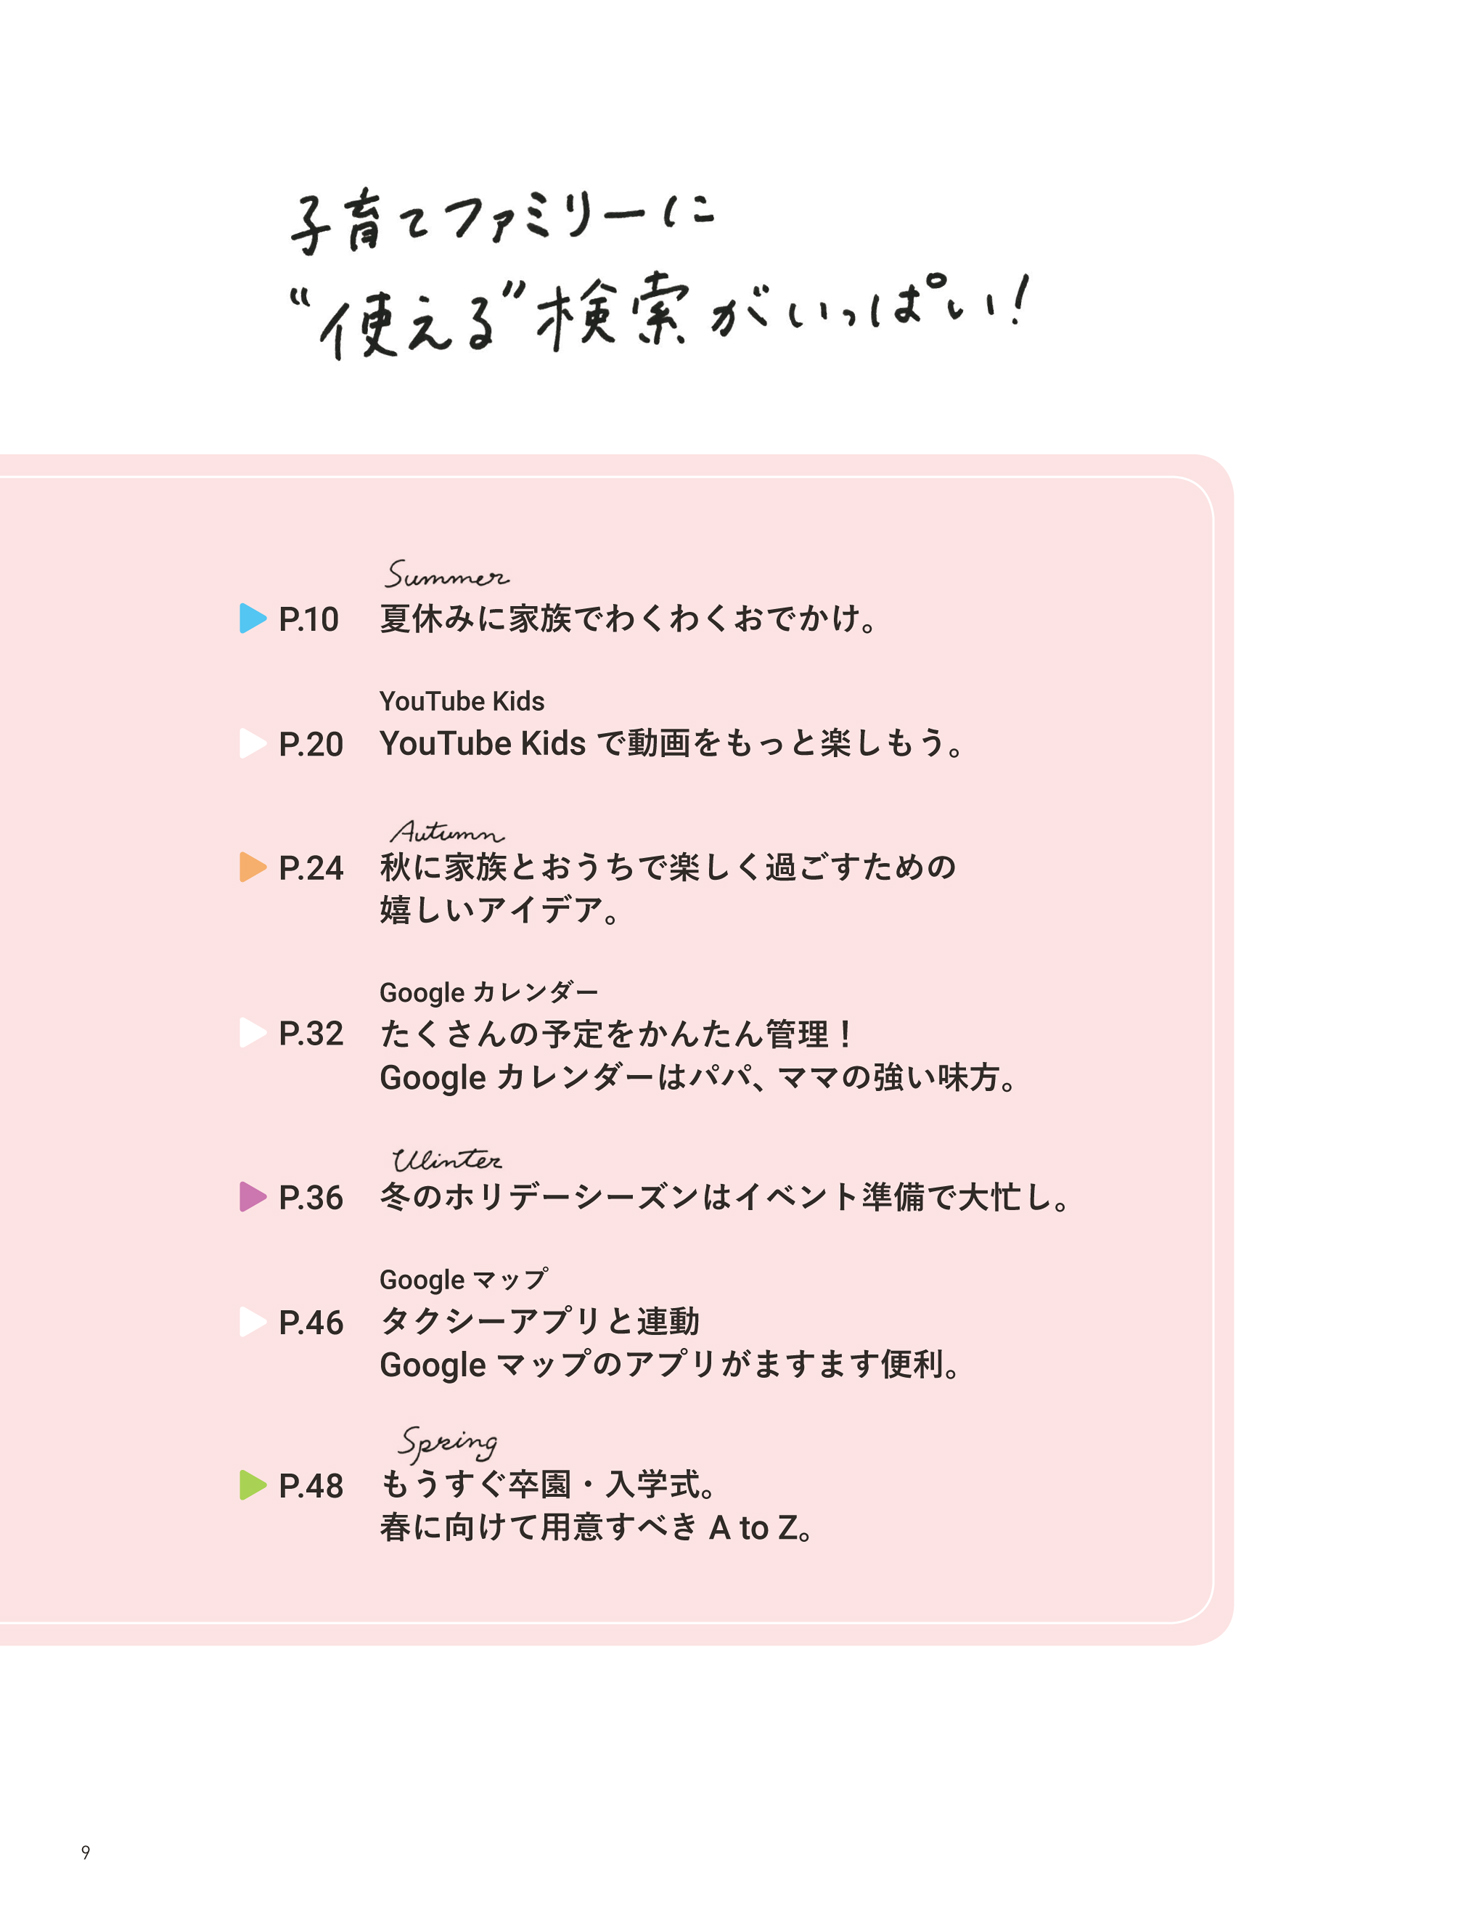 子育てファミリーに
“使える”検索がいっぱい!
Summer
P.10 夏休みに家族でわくわくおでかけ。
YouTube Kids
P.20 YouTube Kids で動画をもっと楽しもう。
Autumn
P.24 秋に家族とおうちで楽しく過ごすための
嬉しいアイデア。
Google カレンダー
P.32 たくさんの予定をかんたん管理！
Google カレンダーはパパ、ママの強い味方。
Winter
P.36 冬のホリデーシーズンはイベント準備で大忙し。
Google マップ
P.46 タクシーアプリと連動
Google マップのアプリがますます便利。
Spring
P.48 もうすぐ卒園・入学式。
春に向けて用意すべき A to Z。
9